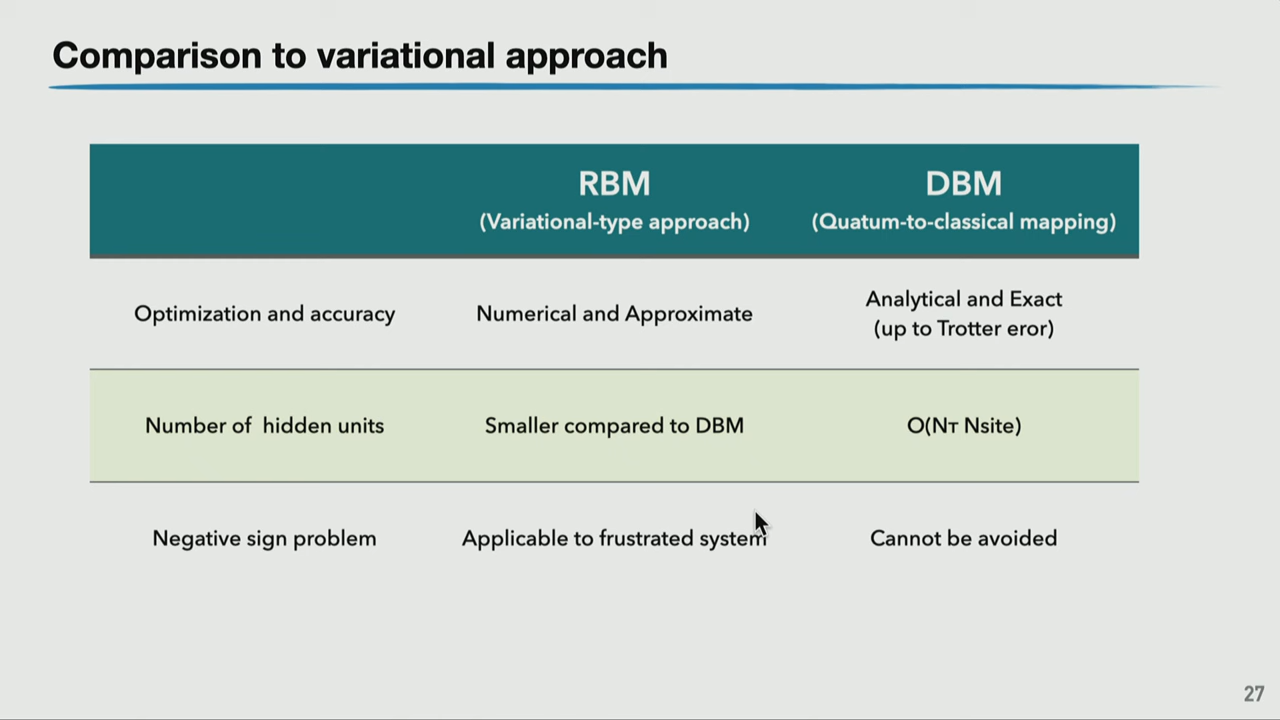 Comparison to variational approach
RBM
(Variational-type approach)
DBM
(Quatum-to-classical mapping)
Optimization and accuracy
Numerical and Approximate
Analytical and Exact
(up to Trotter eror)
Number of hidden units
Smaller compared to DBM
O(Nτ Nsite)
Negative sign problem
Applicable to frustrated system
Cannot be avoided
27